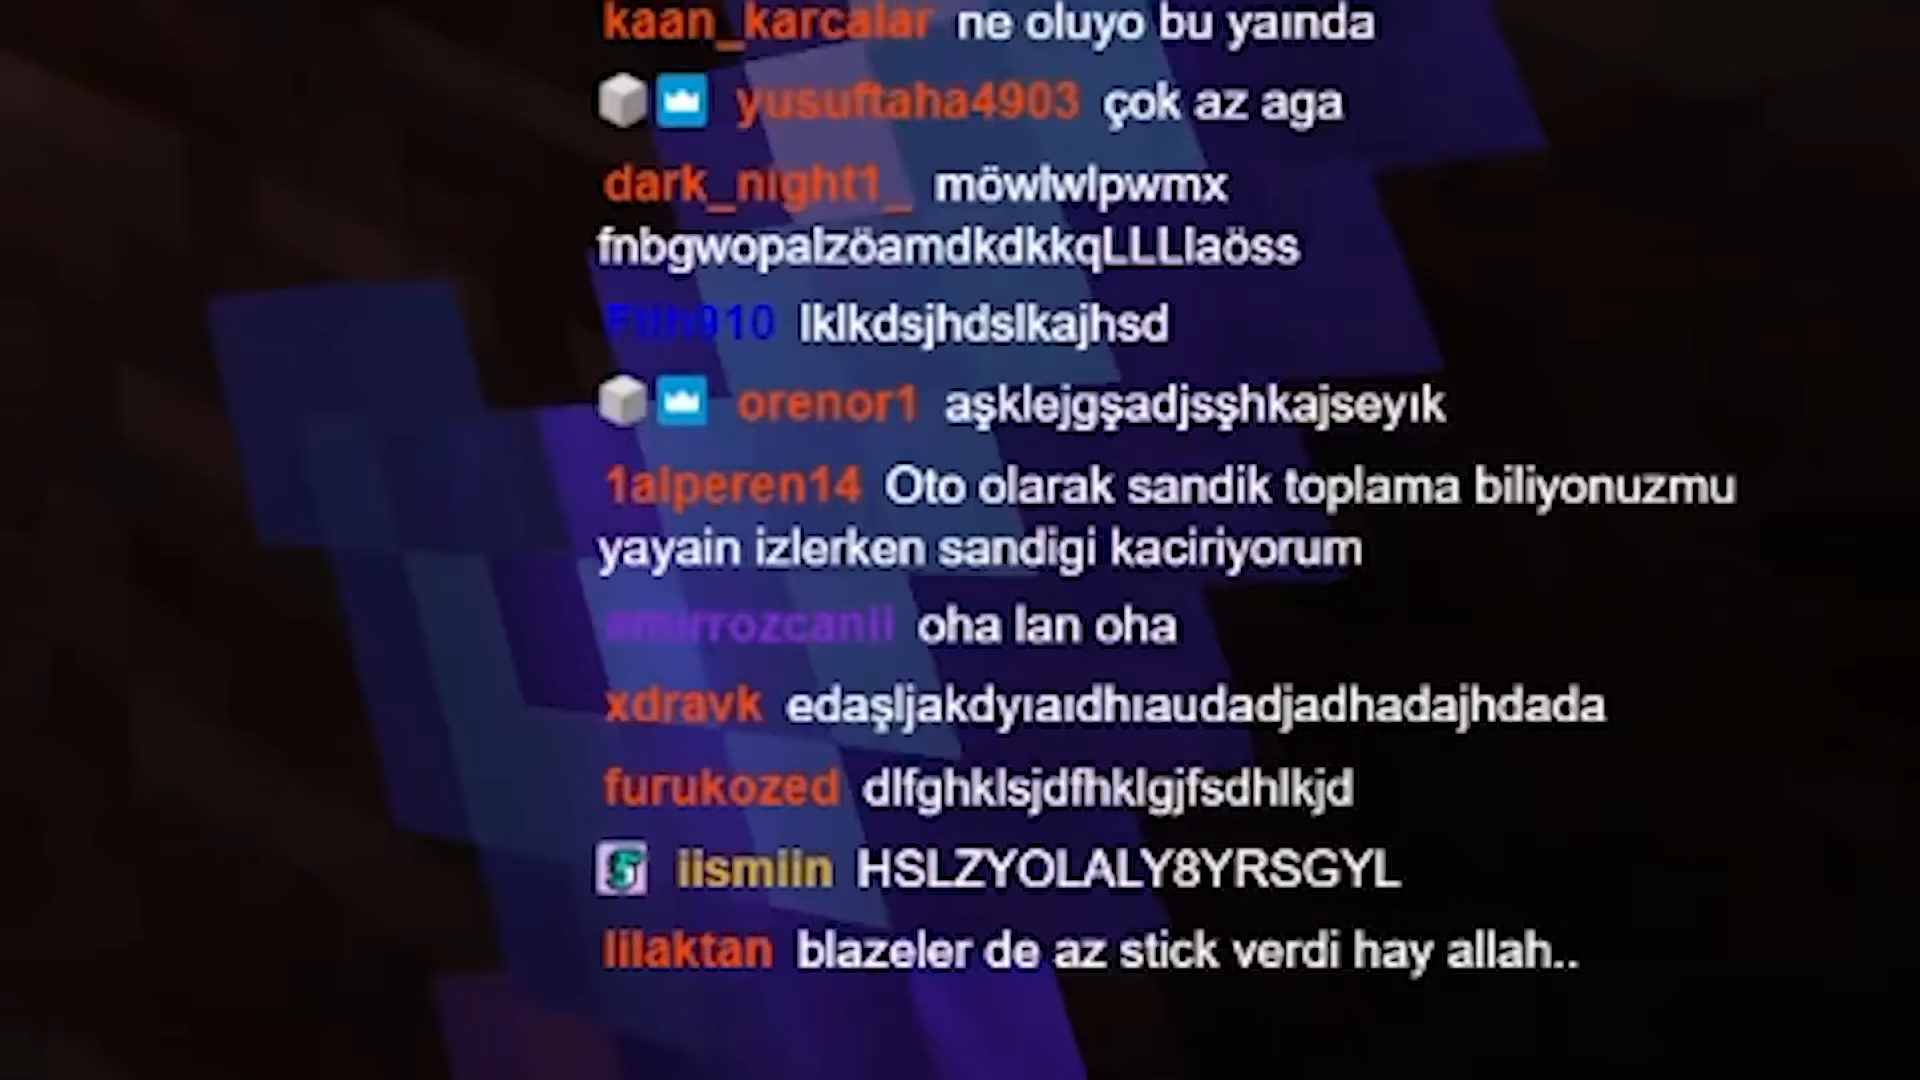 kaan_karcalar ne oluyo bu yaında
yusuftaha4903 çok az aga
dark_night1_ möwlwlpwmx
fnbgwopalzöamdkdkkqLLLlaöss
lklkdsjhdslkajhsd
orenor1 aşklejgşadjsşhkajseyık
1alperen14 Oto olarak sandik toplama biliyonuzmu
yayain izlerken sandigi kaciriyorum
oha lan oha
xdravk edaşljakdyıaıdhıaudadjadhadajhdada
furukozed dlfghklsjdfhklgjfsdhlkjd
iismiin HSLZYOLALY8YRSGYL
lilaktan blazeler de az stick verdi hay allah..